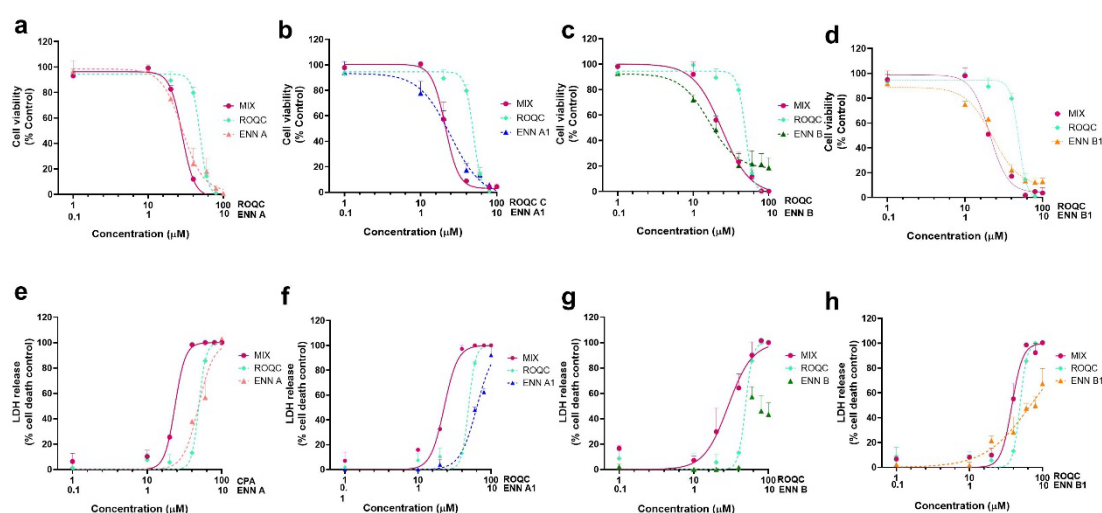 a
120
100
80
60
40
20
0
Cell viability
(% Control)
MIX
ROQC
ENN A
1 10 100 ROQC
0.1 1 10 ENN A
Concentration (µM)
b
120
100
80
60
40
20
0
Cell viability
(% Control)
MIX
ROQC
ENN A1
1 10 100 ROQC C
0.1 1 10 ENN A1
Concentration (µM)
c
120
100
80
60
40
20
0
Cell viability
(% Control)
MIX
ROQC
ENN B
1 10 100 ROQC
0.1 1 10 ENN B
Concentration (µM)
d
120
100
80
60
40
20
0
Cell viability
(% Control)
MIX
ROQC
ENN B1
1 10 100 ROQC
0.1 1 10 ENN B1
Concentration (µM)
e
120
100
80
60
40
20
0
LDH release
(% cell death control)
MIX
ROQC
ENN A
1 10 100 CPA
0.1 1 10 ENN A
Concentration (µM)
f
120
100
80
60
40
20
0
LDH release
(% cell death control)
MIX
ROQC
ENN A1
1 10 100 ROQC
0. 1 10 ENN A1
1
Concentration (µM)
g
120
100
80
60
40
20
0
LDH release
(% cell death control)
MIX
ROQC
ENN B
1 10 100 ROQC
0.1 1 10 ENN B
Concentration (µM)
h
120
100
80
60
40
20
0
LDH release
(% cell death control)
MIX
ROQC
ENN B1
1 10 100 ROQC
0.1 1 10 ENN B1
Concentration (µM)